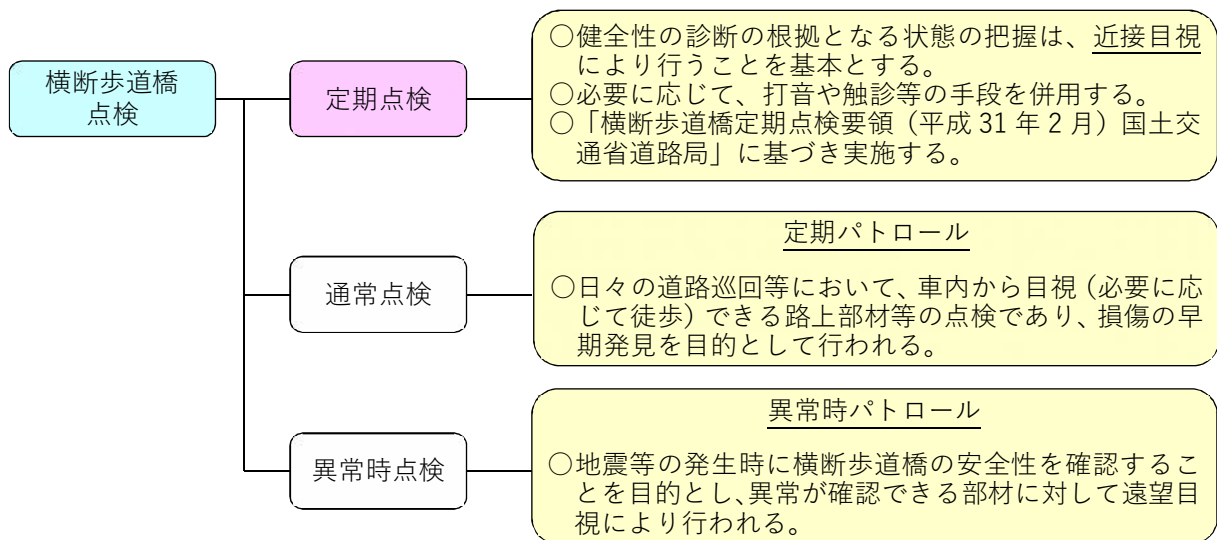 横断歩道橋
点検
定期点検
○健全性の診断の根拠となる状態の把握は、近接目視
により行うことを基本とする。
○必要に応じて、打音や触診等の手段を併用する。
○「横断歩道橋定期点検要領（平成 31 年 2 月）国土交
通省道路局」に基づき実施する。
通常点検
定期パトロール
○日々の道路巡回等において、車内から目視（必要に応
じて徒歩）できる路上部材等の点検であり、損傷の早
期発見を目的として行われる。
異常時点検
異常時パトロール
○地震等の発生時に横断歩道橋の安全性を確認するこ
とを目的とし、異常が確認できる部材に対して遠望目
視により行われる。